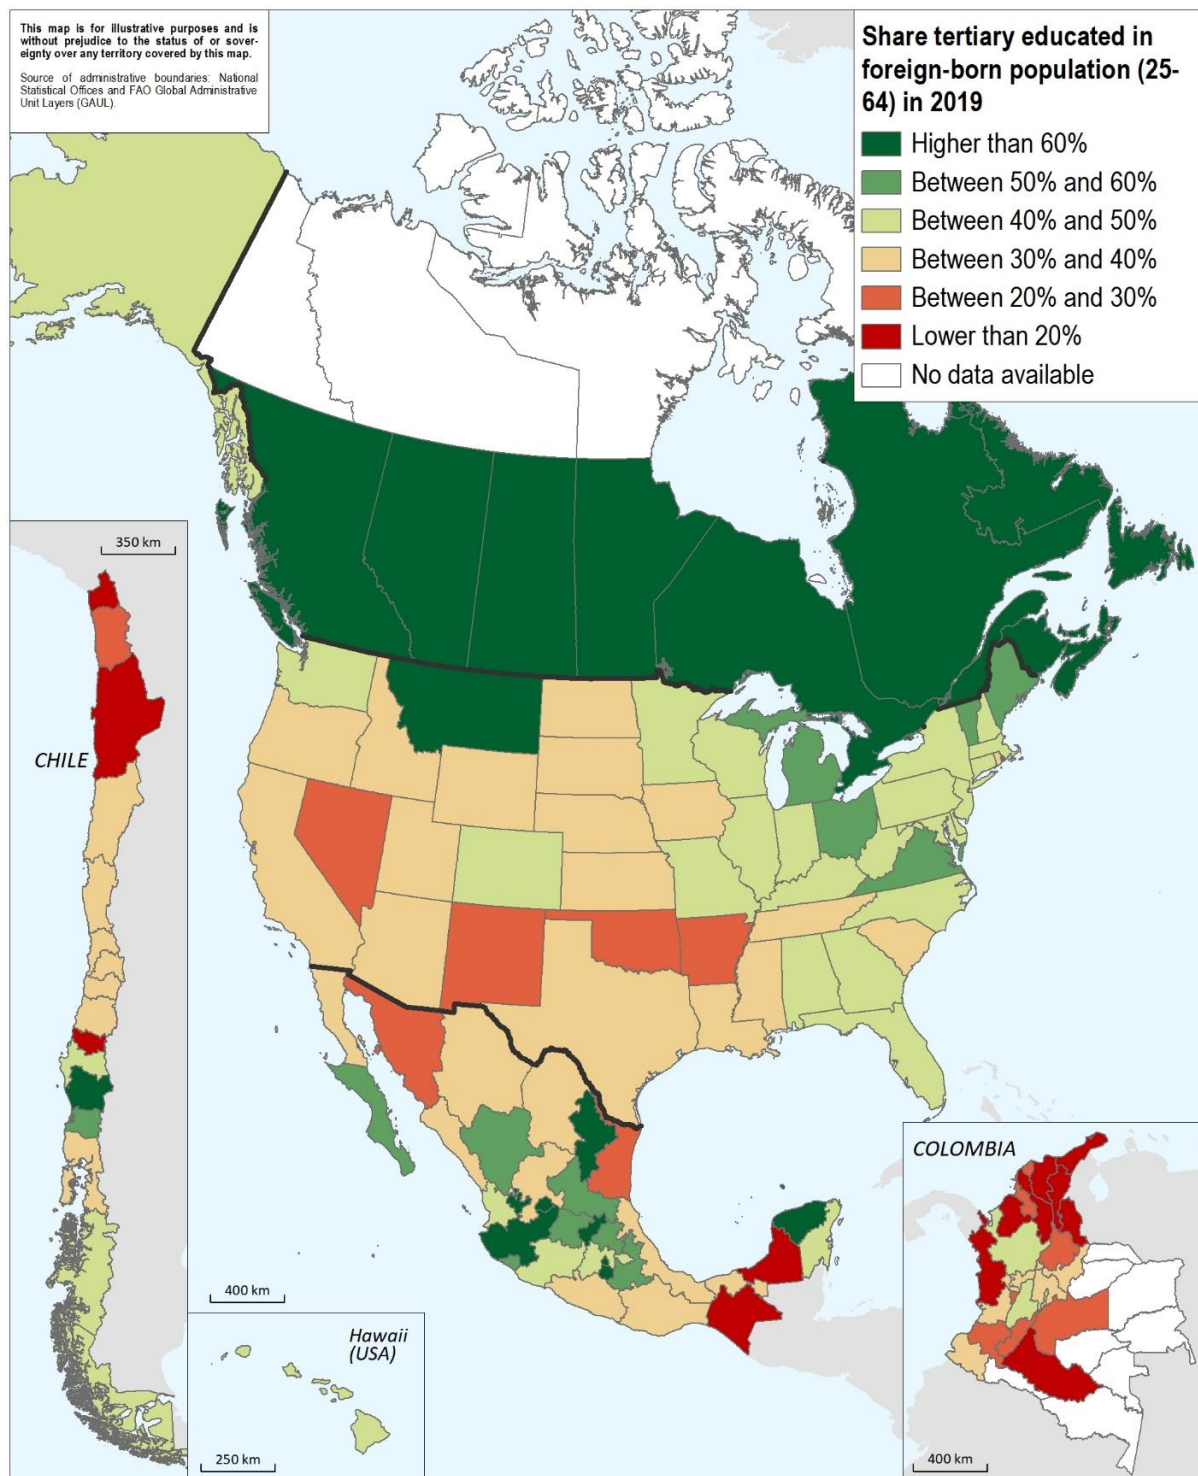 This map is for illustrative purposes and is
without prejudice to the status of or sover-
eignty over any territory covered by this map.
Source of administrative boundaries: National
Statistical Offices and FAO Global Administrative
Unit Layers (GAUL).
Share tertiary educated in
foreign-born population (25-
64) in 2019
Higher than 60%
Between 50% and 60%
Between 40% and 50%
Between 30% and 40%
Between 20% and 30%
Lower than 20%
No data available
350 km
CHILE
400 km
Hawaii
(USA)
250 km
COLOMBIA
400 km